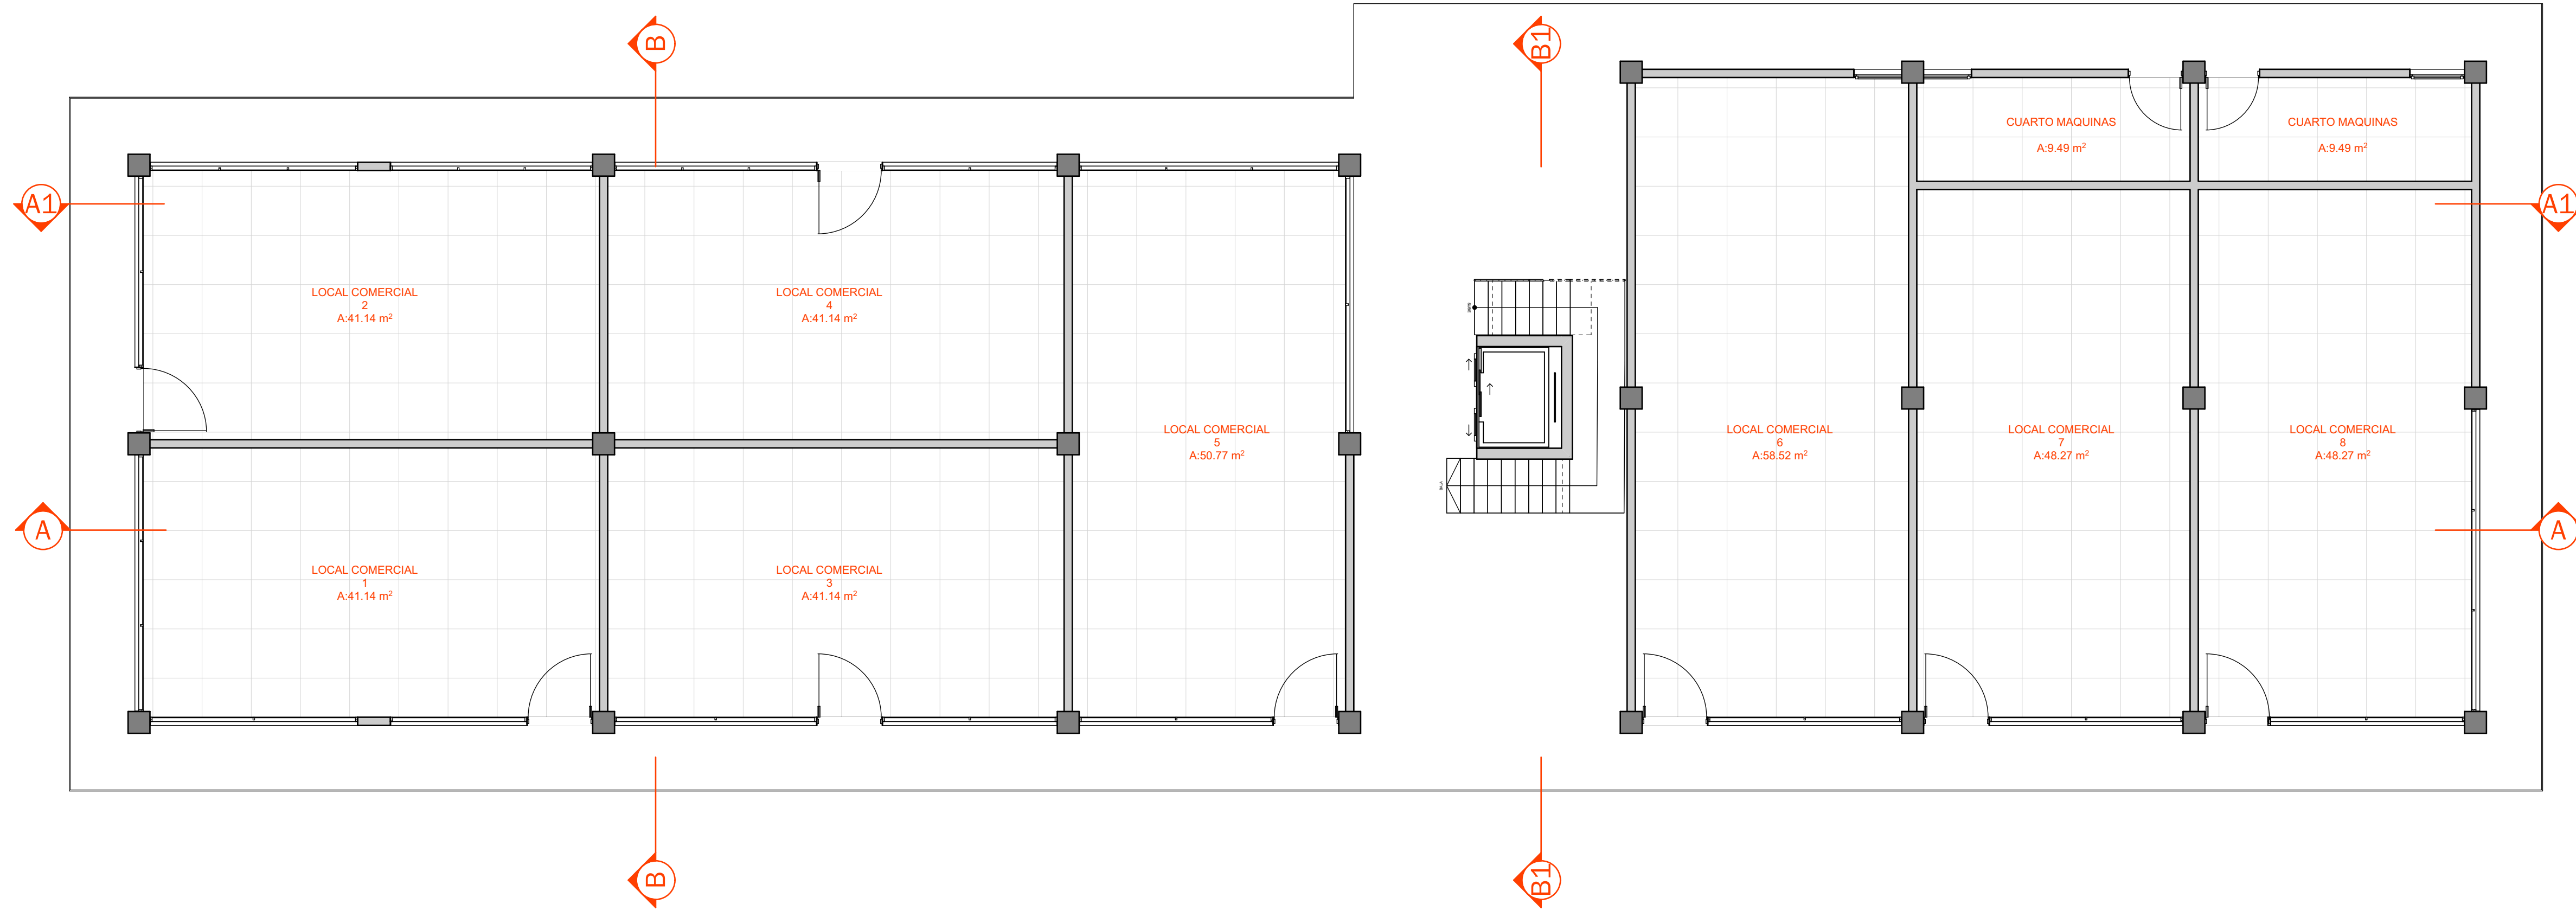 B
B1
CUARTO MAQUINAS
A:9.49 m²
CUARTO MAQUINAS
A:9.49 m²
A1
A1
LOCAL COMERCIAL
2
A:41.14 m²
LOCAL COMERCIAL
4
A:41.14 m²
LOCAL COMERCIAL
5
A:50.77 m²
LOCAL COMERCIAL
6
A:58.52 m²
LOCAL COMERCIAL
7
A:48.27 m²
LOCAL COMERCIAL
8
A:48.27 m²
A
A
LOCAL COMERCIAL
1
A:41.14 m²
LOCAL COMERCIAL
3
A:41.14 m²
B
B1